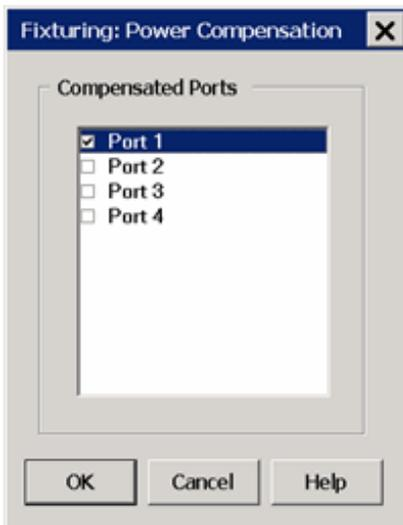 Fixturing: Power Compensation
Compensated Ports
Port 1
Port 2
Port 3
Port 4
OK Cancel Help